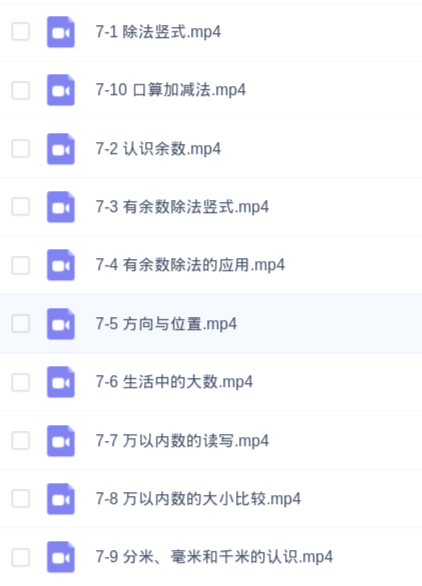 7-1 除法竖式.mp4
7-10 口算加减法.mp4
7-2 认识余数.mp4
7-3 有余数除法竖式.mp4
7-4 有余数除法的应用.mp4
7-5 方向与位置.mp4
7-6 生活中的大数.mp4
7-7 万以内数的读写.mp4
7-8 万以内数的大小比较.mp4
7-9 分米、毫米和千米的认识.mp4